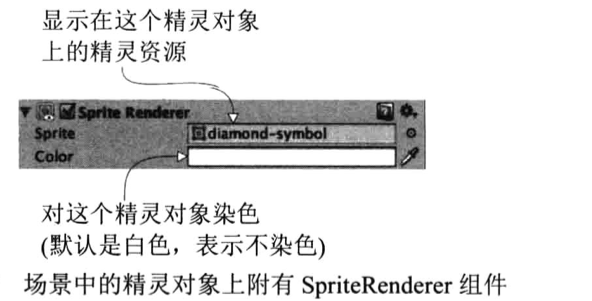 显示在这个精灵对象
上的精灵资源
Sprite Renderer
Sprite
diamond-symbol
Color
对这个精灵对象染色
(默认是白色，表示不染色)
场景中的精灵对象上附有 SpriteRenderer 组件